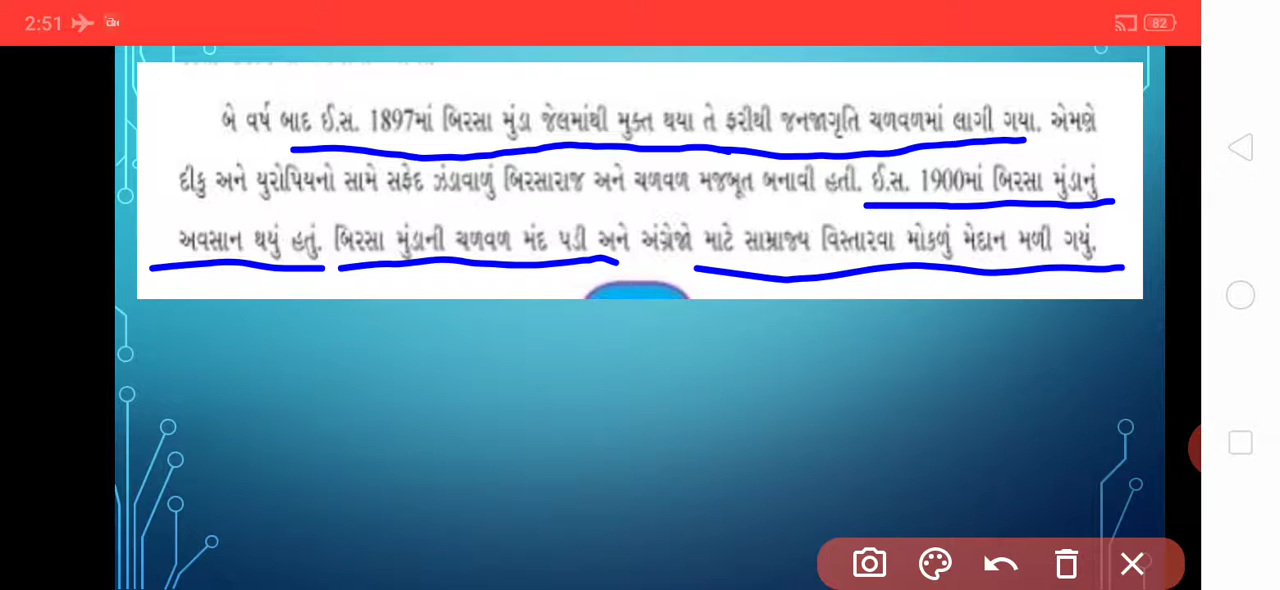 2:51
82
બે વર્ષ બાદ ઈ.સ. 1897માં બિરસા મુંડા જેલમાંથી મુક્ત થયા તે ફરીથી જનજાગૃતિ ચળવળમાં લાગી ગયા. એમણે
દીકુ અને યુરોપિયનો સામે સફેદ ઝંડાવાળું બિરસારાજ અને ચળવળ મજબૂત બનાવી હતી. ઈ.સ. 1900માં બિરસા મુંડાનું
અવસાન થયું હતું. બિરસા મુંડાની ચળવળ મંદ પડી અને અંગ્રેજો માટે સામ્રાજ્ય વિસ્તારવા મોકળું મેદાન મળી ગયું.